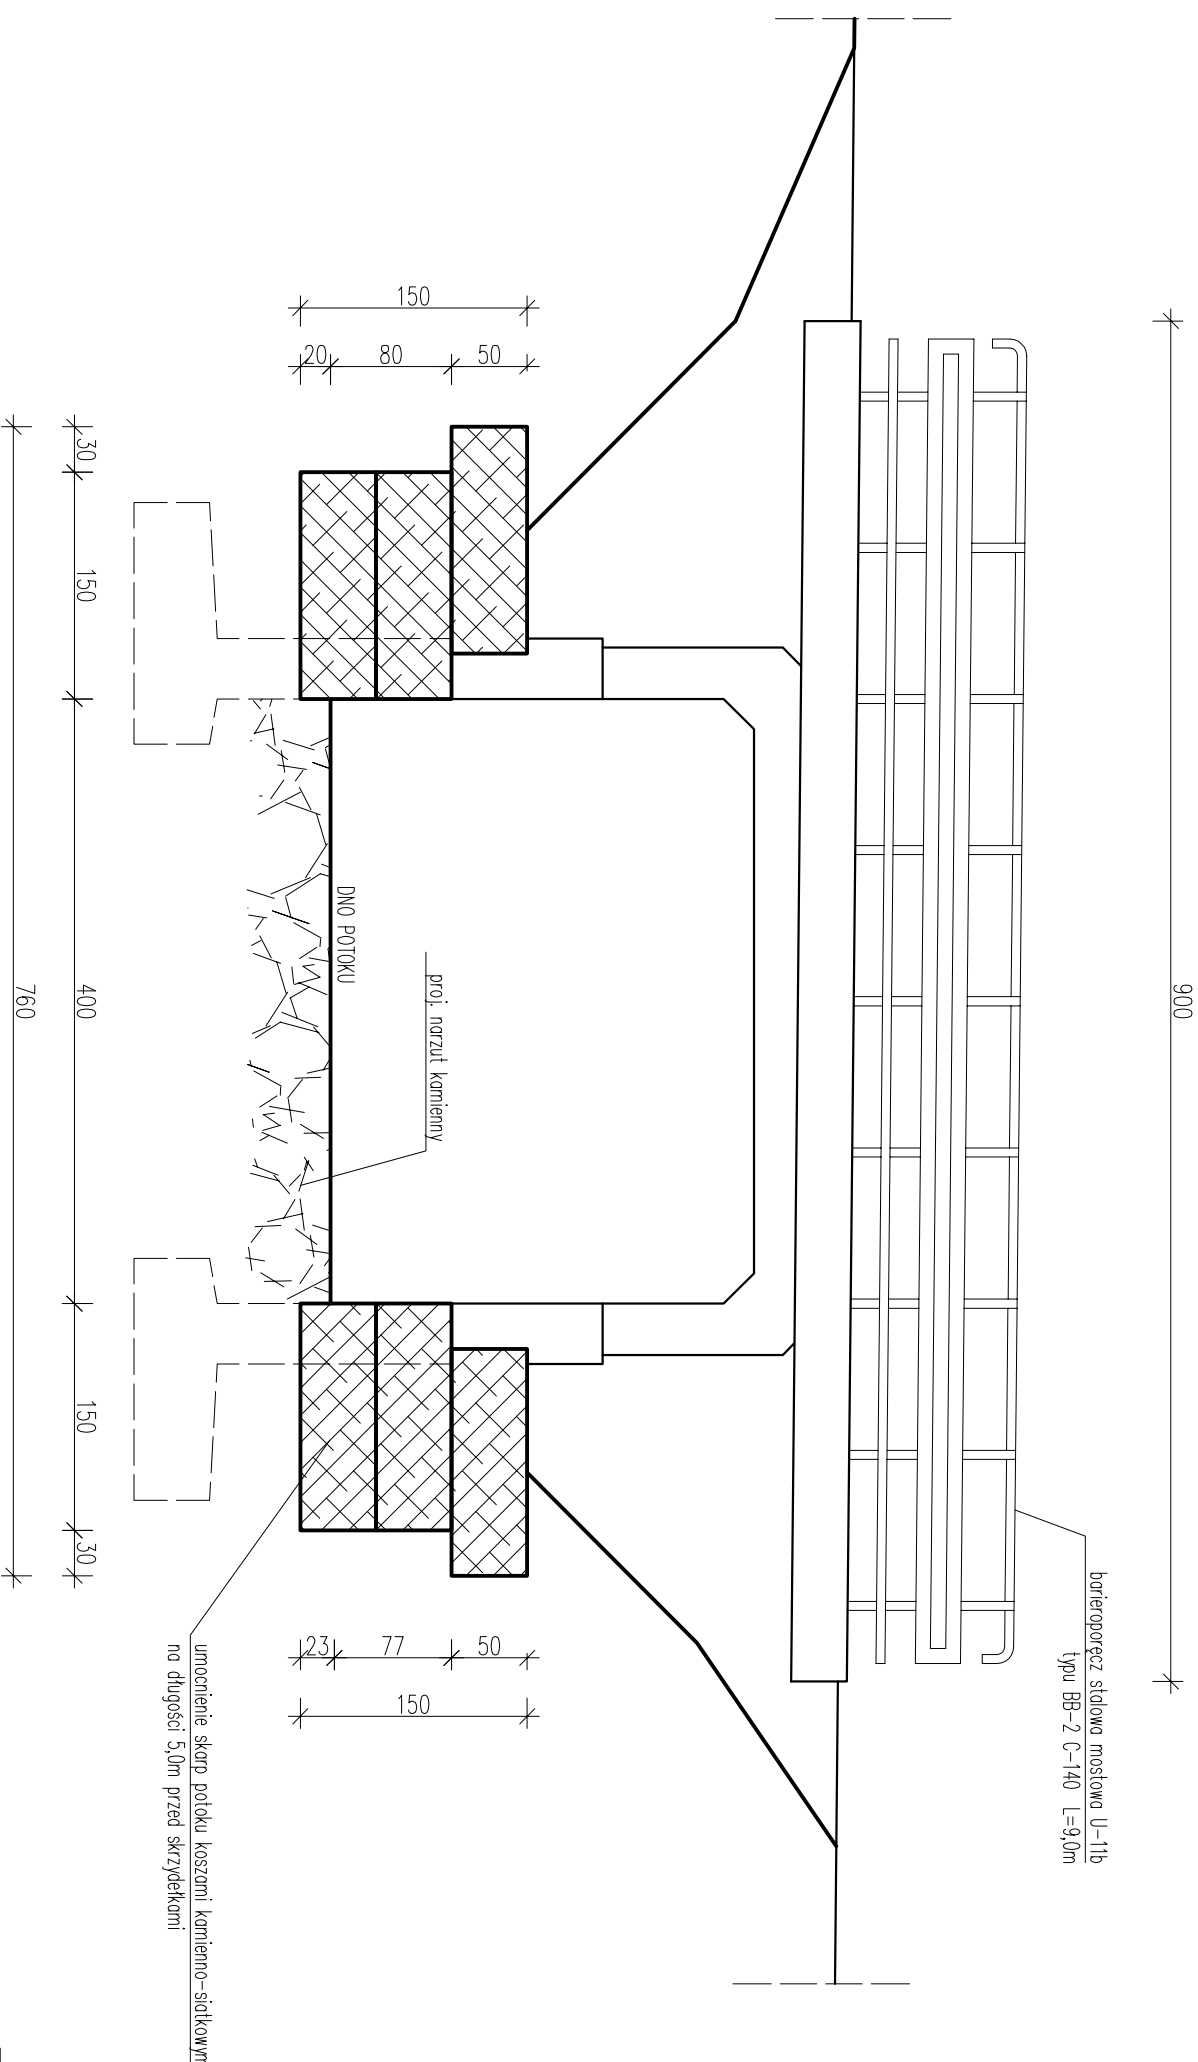 900
barieroporęcz stalowa mostowa U-11b
typu BB-2 C-140 L=9,0m
150
20
80
50
proj. narzut kamienny
DNO POTOKU
23
77
50
150
umocnienie skarp potoku koszami kamienno-siatkowym
na długości 5,0m przed skrzydełkami
30
150
400
150
30
760